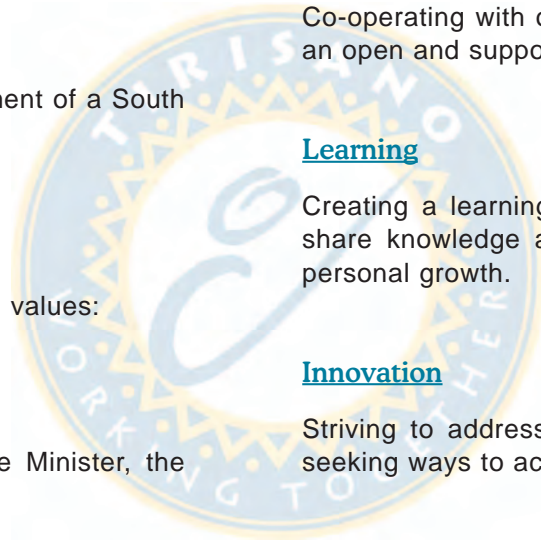 ment of a South
values:
e Minister, the
Co-operating with
an open and suppo
Learning
Creating a learning
share knowledge a
personal growth.
Innovation
Striving to address
seeking ways to ac
TIRISANO
WORKING TOGETHER